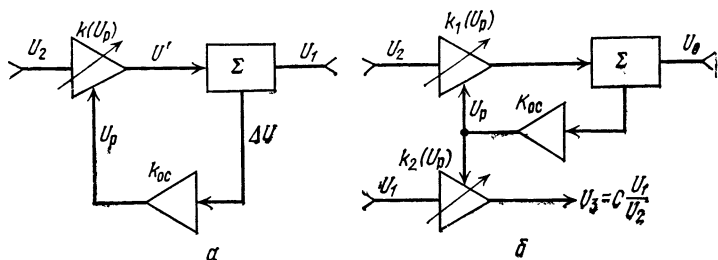 k(Uр)
U₂
U'
Σ
U₁
Uр
ΔU
kос
а
k₁(Uр)
U₂
Σ
U₀
Uр
Kос
k₂(Uр)
U₁
U₃=C U₁/U₂
б